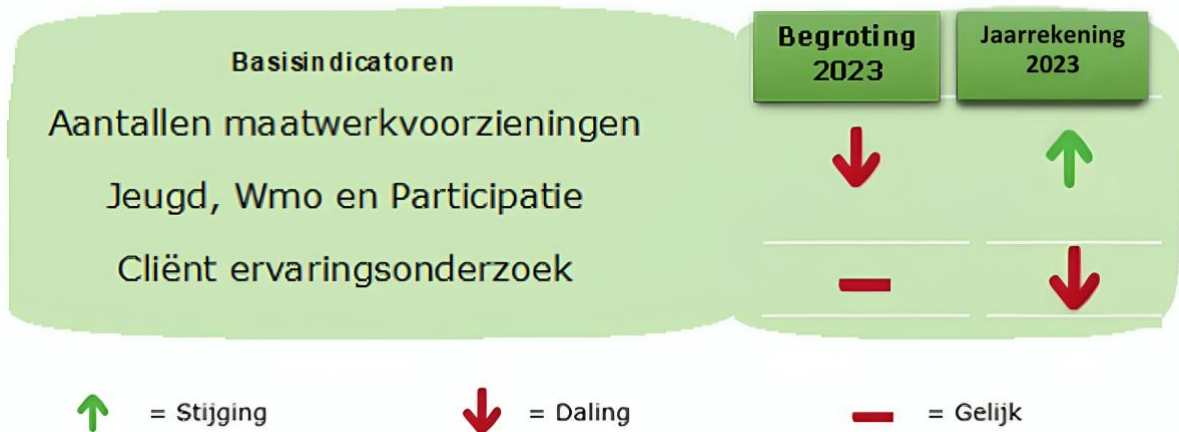 Basisindicatoren
Begroting
2023
Jaarrekening
2023
Aantallen maatwerkvoorzieningen
Jeugd, Wmo en Participatie
Cliënt ervaringsonderzoek
= Stijging
= Daling
= Gelijk